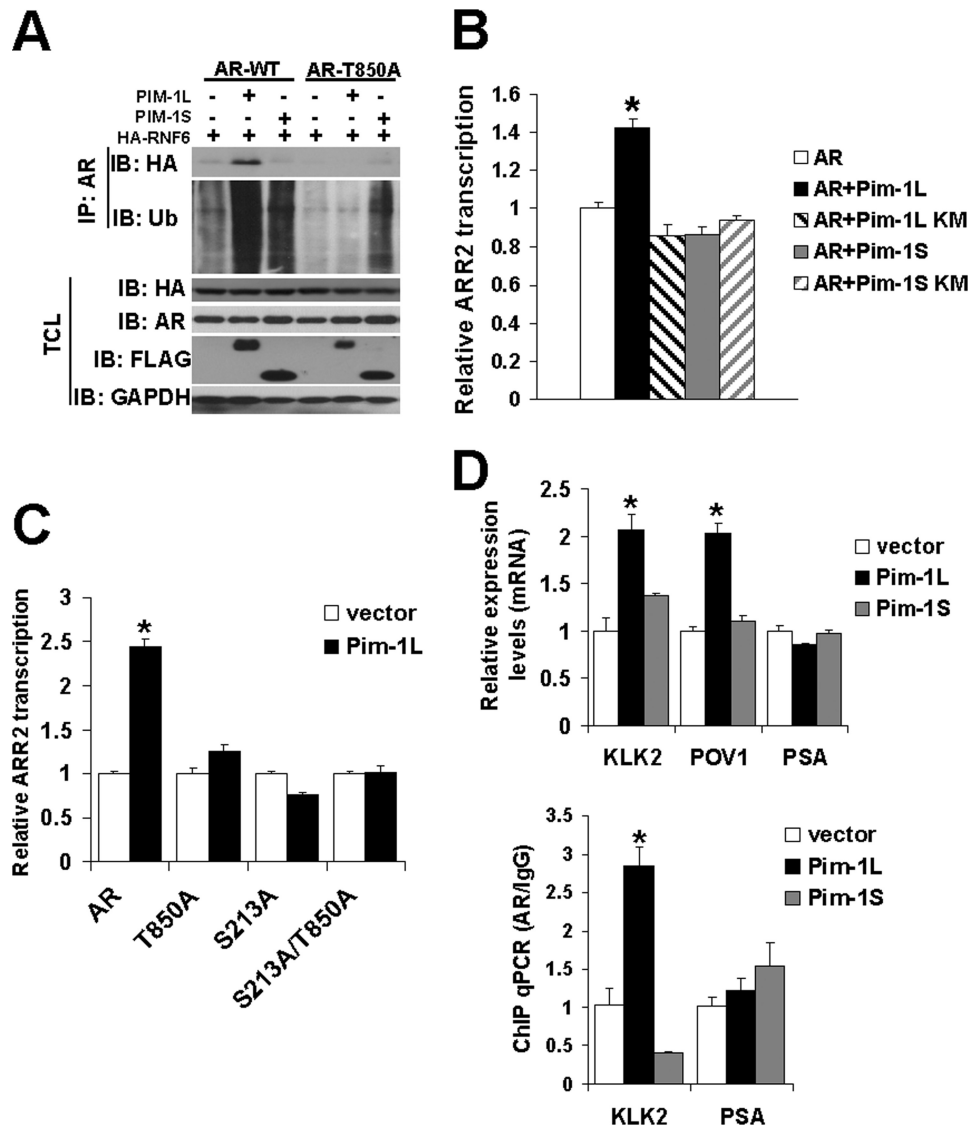 A
AR-WT AR-T850A
PIM-1L - + - - + -
PIM-1S - - + - - +
HA-RNF6 + + + + + +
IP: AR
IB: HA
IB: Ub
TCL
IB: HA
IB: AR
IB: FLAG
IB: GAPDH
B
Relative ARR2 transcription
1.6
1.4
1.2
1
0.8
0.6
0.4
0.2
0
*
AR
AR+Pim-1L
AR+Pim-1L KM
AR+Pim-1S
AR+Pim-1S KM
C
Relative ARR2 transcription
3
2.5
2
1.5
1
0.5
0
*
vector
Pim-1L
AR
T850A
S213A
S213A/T850A
D
Relative expression
levels (mRNA)
2.5
2
1.5
1
0.5
0
* *
vector
Pim-1L
Pim-1S
KLK2 POV1 PSA
ChIP qPCR (AR/IgG)
3.5
3
2.5
2
1.5
1
0.5
0
*
vector
Pim-1L
Pim-1S
KLK2 PSA